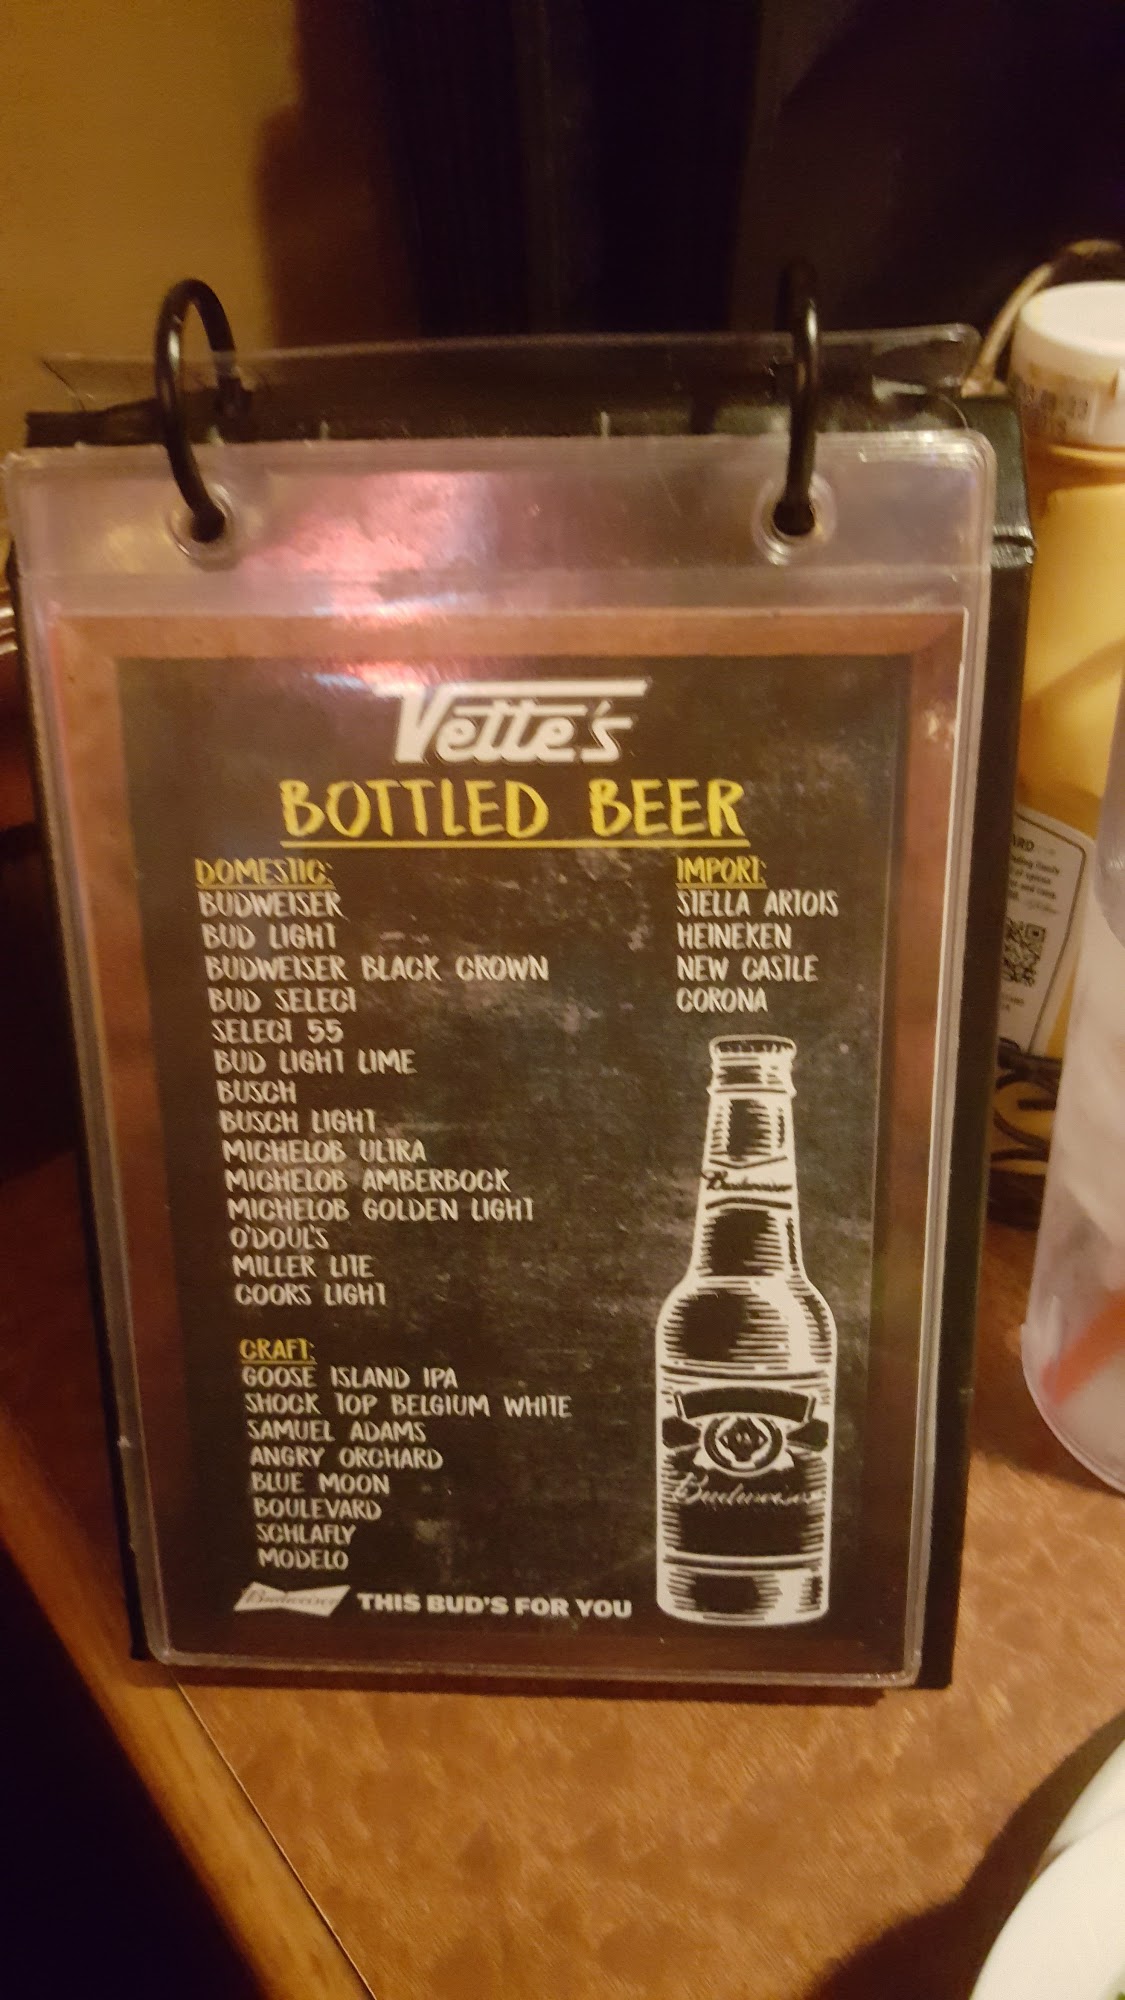 Vette's
BOTTLED BEER
DOMESTIC:
BUDWEISER
BUD LIGHT
BUDWEISER BLACK CROWN
BUD SELECT
SELECT 55
BUD LIGHT LIME
BUSCH
BUSCH LIGHT
MICHELOB ULTRA
MICHELOB AMBERBOCK
MICHELOB GOLDEN LIGHT
O'DOUL'S
MILLER LITE
COORS LIGHT
CRAFT:
GOOSE ISLAND IPA
SHOCK TOP BELGIUM WHITE
SAMUEL ADAMS
ANGRY ORCHARD
BLUE MOON
BOULEVARD
SCHLAFLY
MODELO
IMPORT:
STELLA ARTOIS
HEINEKEN
NEW CASTLE
CORONA
Budweiser
Budweiser
Budweiser THIS BUD'S FOR YOU